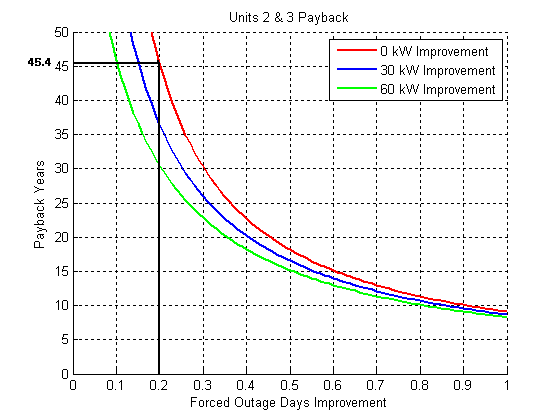 Units 2 & 3 Payback
50
45.4
45
40
35
30
25
20
15
10
5
0
Payback Years
0 kW Improvement
30 kW Improvement
60 kW Improvement
0 0.1 0.2 0.3 0.4 0.5 0.6 0.7 0.8 0.9 1
Forced Outage Days Improvement